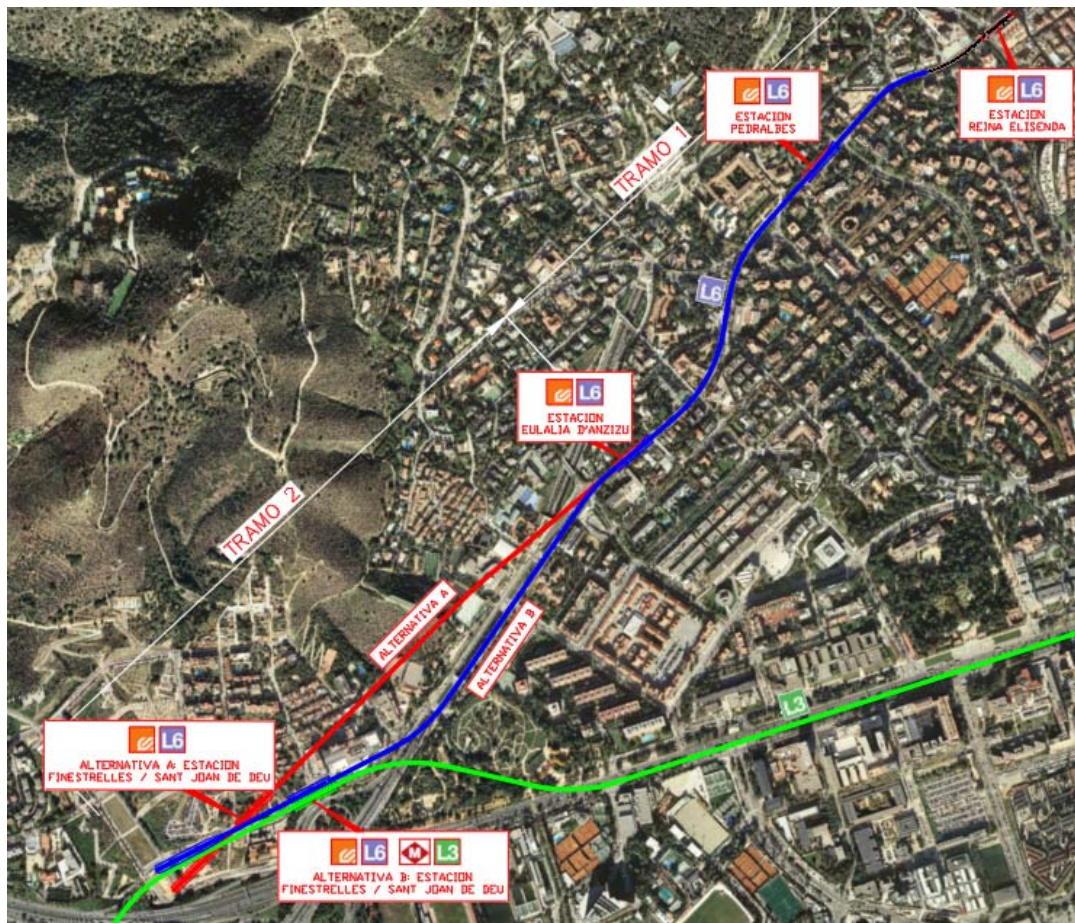 L6
ESTACION
PEDRALBES
L6
ESTACION
REINA ELISENDA
TRAMO 1
L6
L6
ESTACION
EULALIA D'ANZIZU
TRAMO 2
ALTERNATIVA A
ALTERNATIVA B
L3
L6
ALTERNATIVA A: ESTACION
FINESTRELLES / SANT JOAN DE DEU
L6 M L3
ALTERNATIVA B: ESTACION
FINESTRELLES / SANT JOAN DE DEU